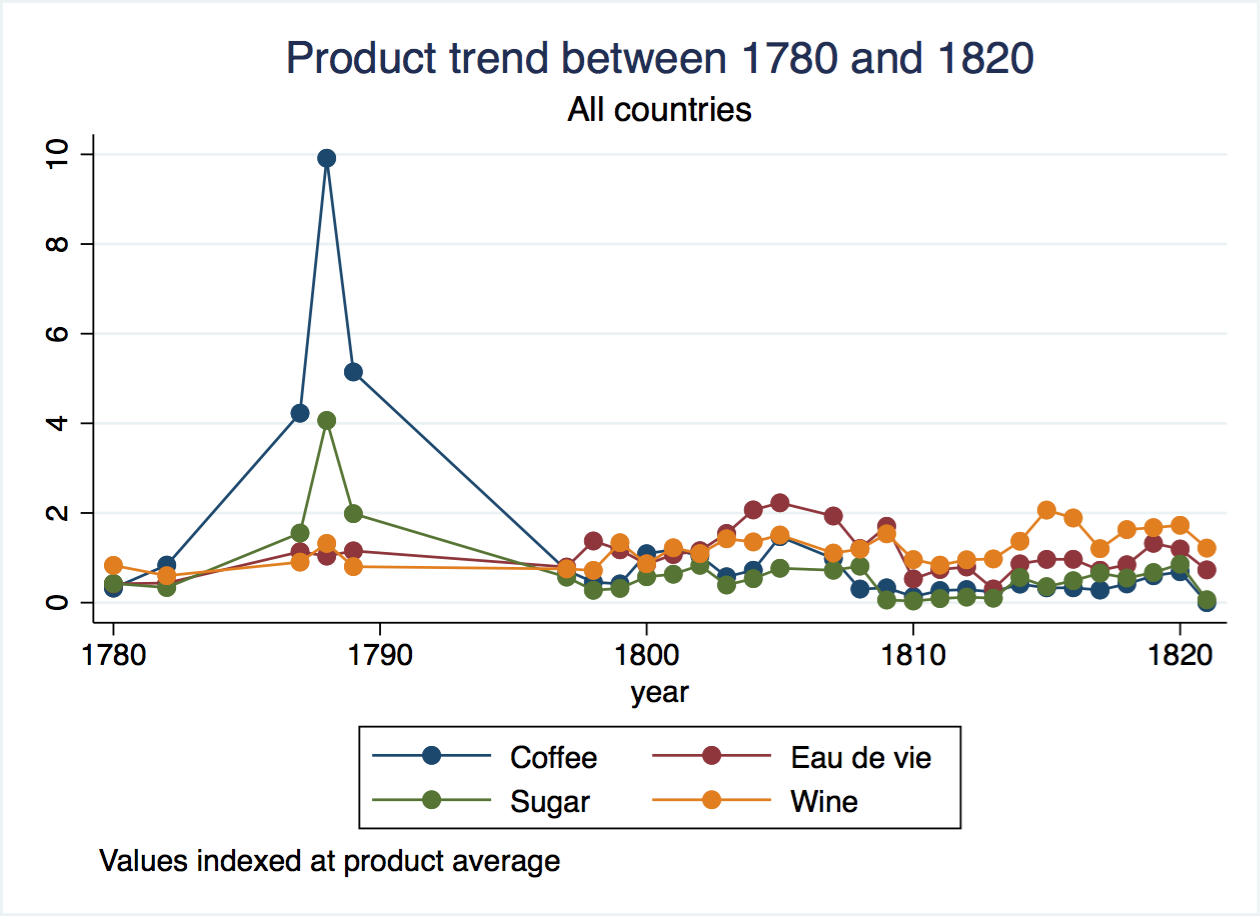 Product trend between 1780 and 1820
All countries
10
8
6
4
2
0
1780 1790 1800 1810 1820
year
Coffee Eau de vie
Sugar Wine
Values indexed at product average